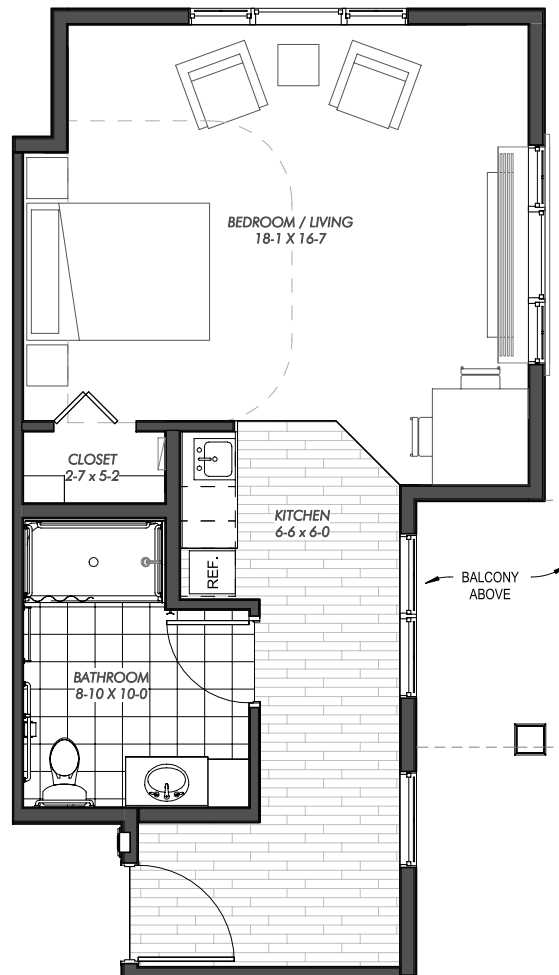 BEDROOM / LIVING
18-1 X 16-7
CLOSET
2-7 x 5-2
KITCHEN
6-6 x 6-0
REF.
BALCONY
ABOVE
BATHROOM
8-10 X 10-0